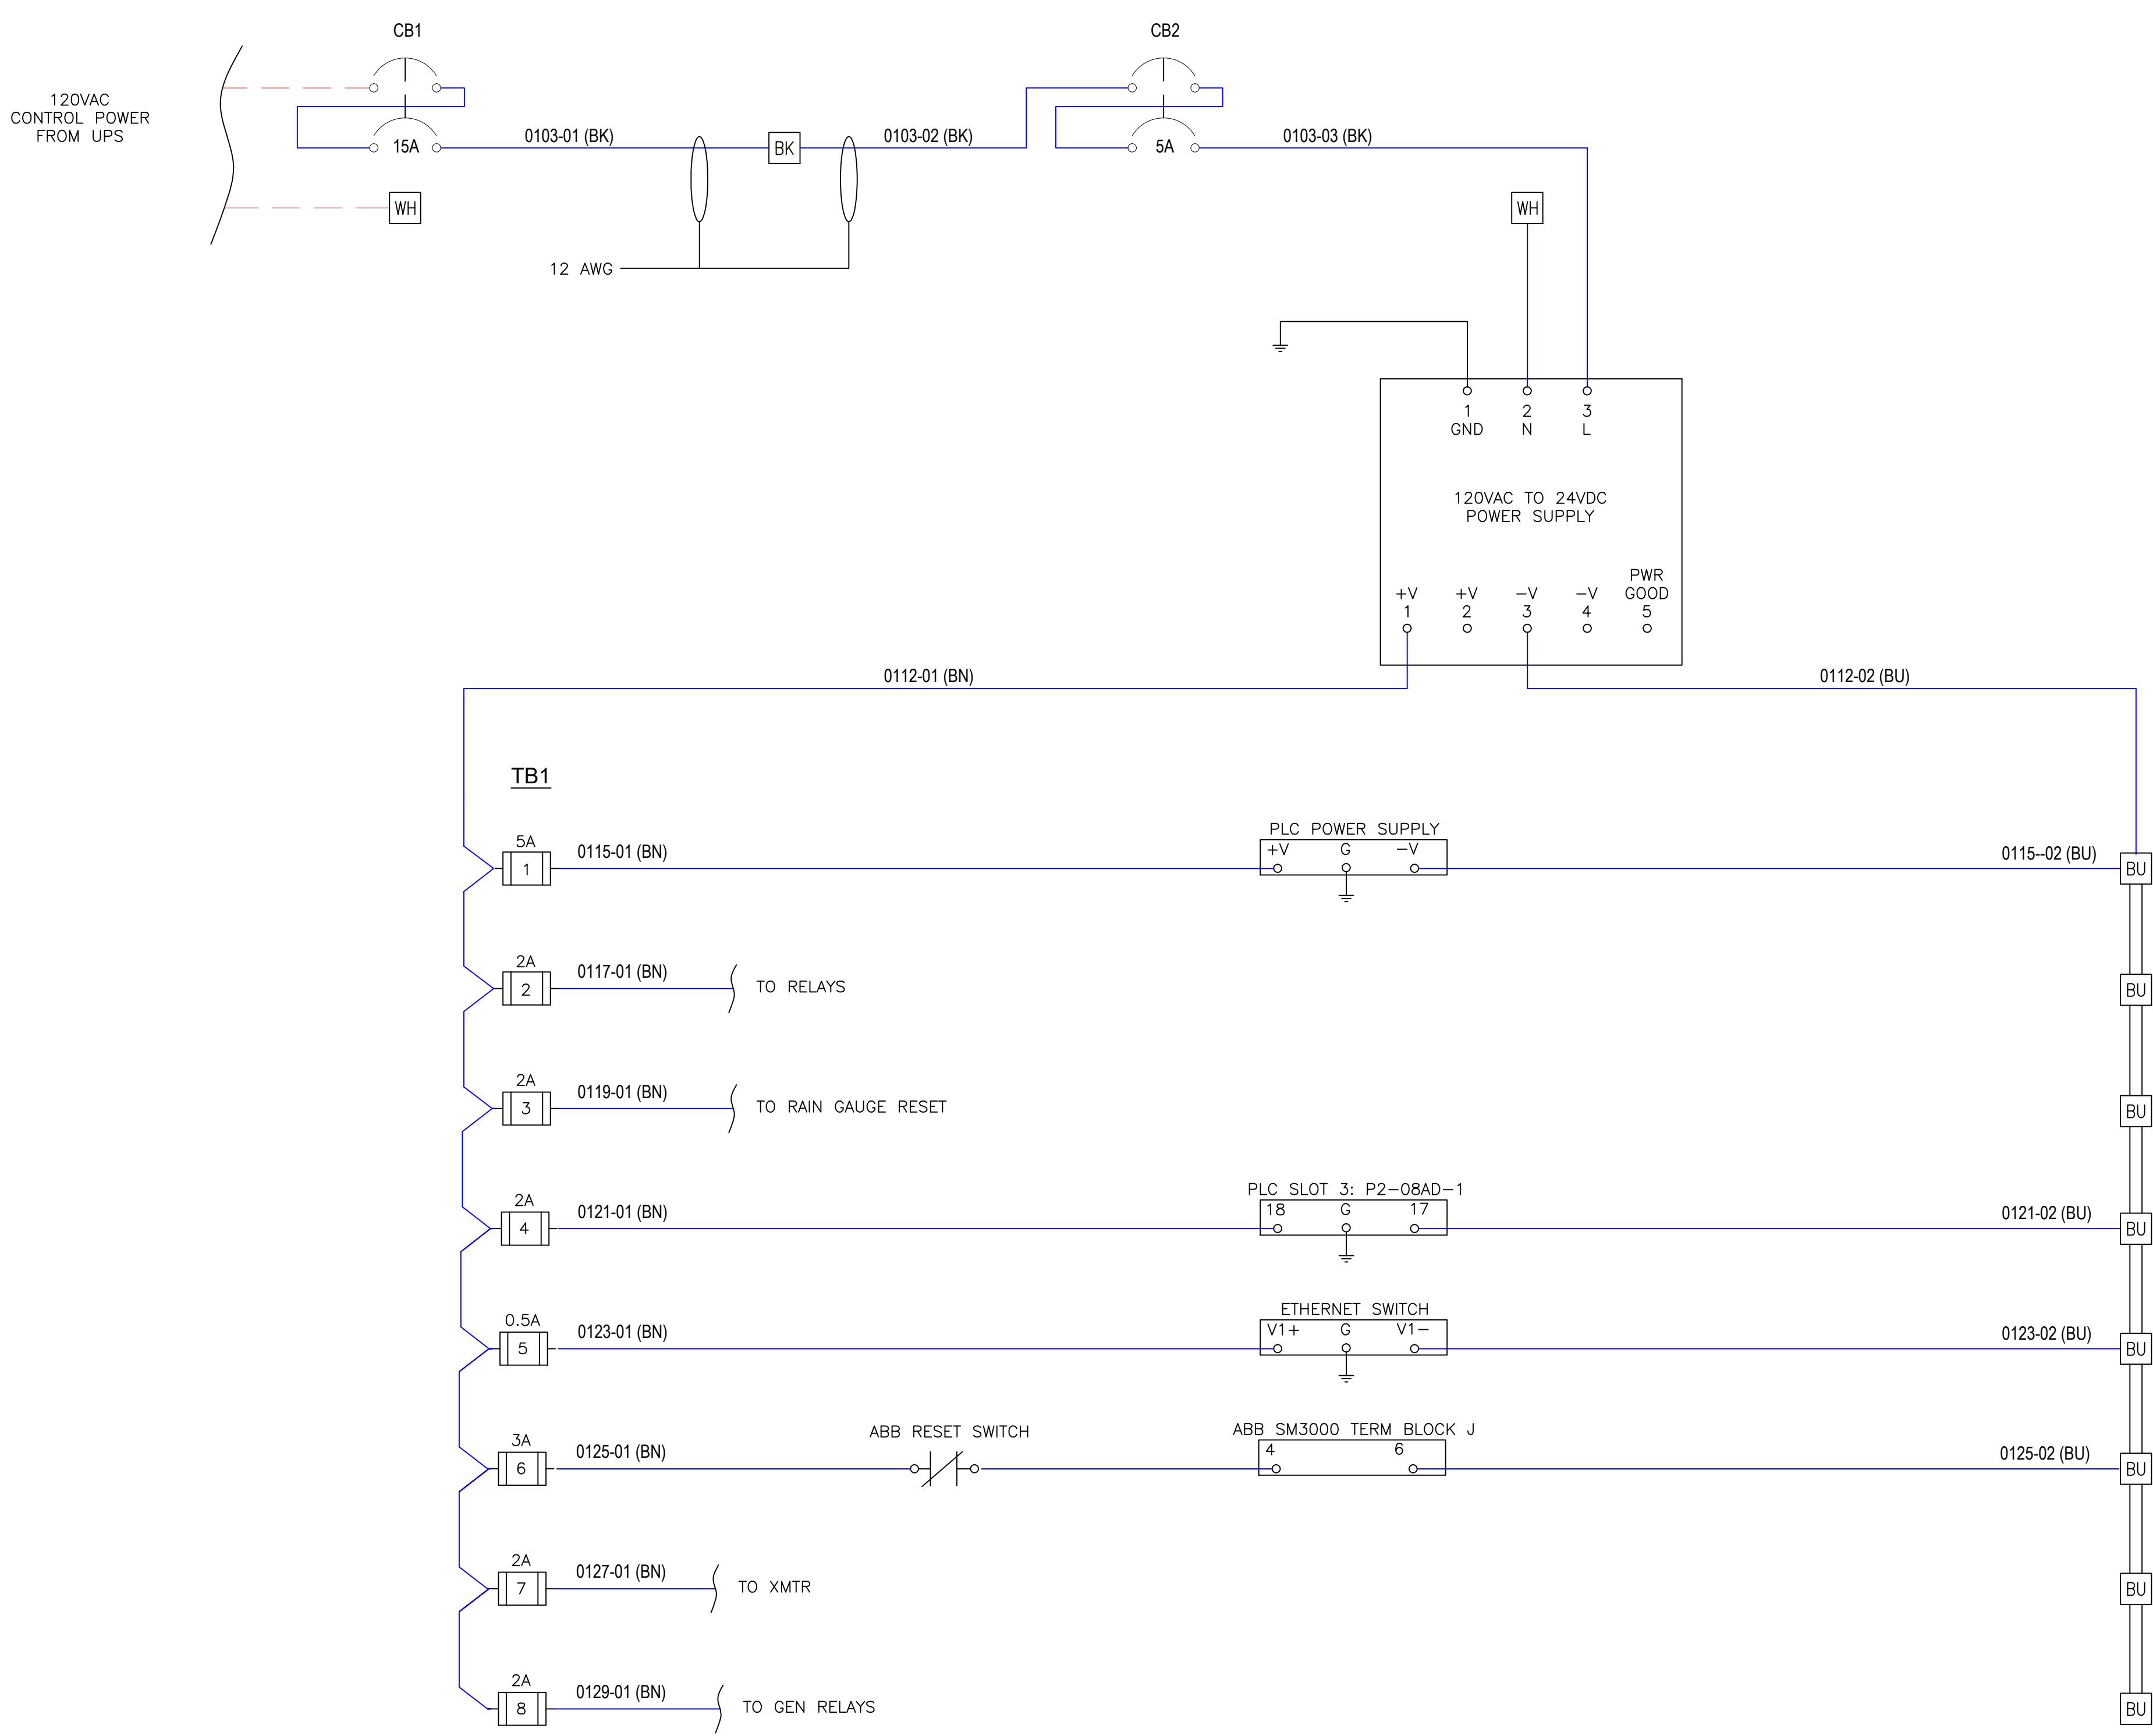 CB1
CB2
120VAC
CONTROL POWER
FROM UPS
0103-01 (BK)
BK
0103-02 (BK)
0103-03 (BK)
15A
5A
WH
WH
12 AWG
1
2
3
GND
N
L
120VAC TO 24VDC
POWER SUPPLY
PWR
+V
+V
−V
−V
GOOD
1
2
3
4
5
0112-01 (BN)
0112-02 (BU)
TB1
5A
0115-01 (BN)
1
PLC POWER SUPPLY
+V
G
−V
0115--02 (BU)
BU
2A
0117-01 (BN)
2
TO RELAYS
BU
2A
0119-01 (BN)
3
TO RAIN GAUGE RESET
BU
2A
0121-01 (BN)
4
PLC SLOT 3: P2−08AD−1
18
G
17
0121-02 (BU)
BU
0.5A
0123-01 (BN)
5
ETHERNET SWITCH
V1+
G
V1−
0123-02 (BU)
BU
3A
0125-01 (BN)
6
ABB RESET SWITCH
ABB SM3000 TERM BLOCK J
4
6
0125-02 (BU)
BU
2A
0127-01 (BN)
7
TO XMTR
BU
2A
0129-01 (BN)
8
TO GEN RELAYS
BU